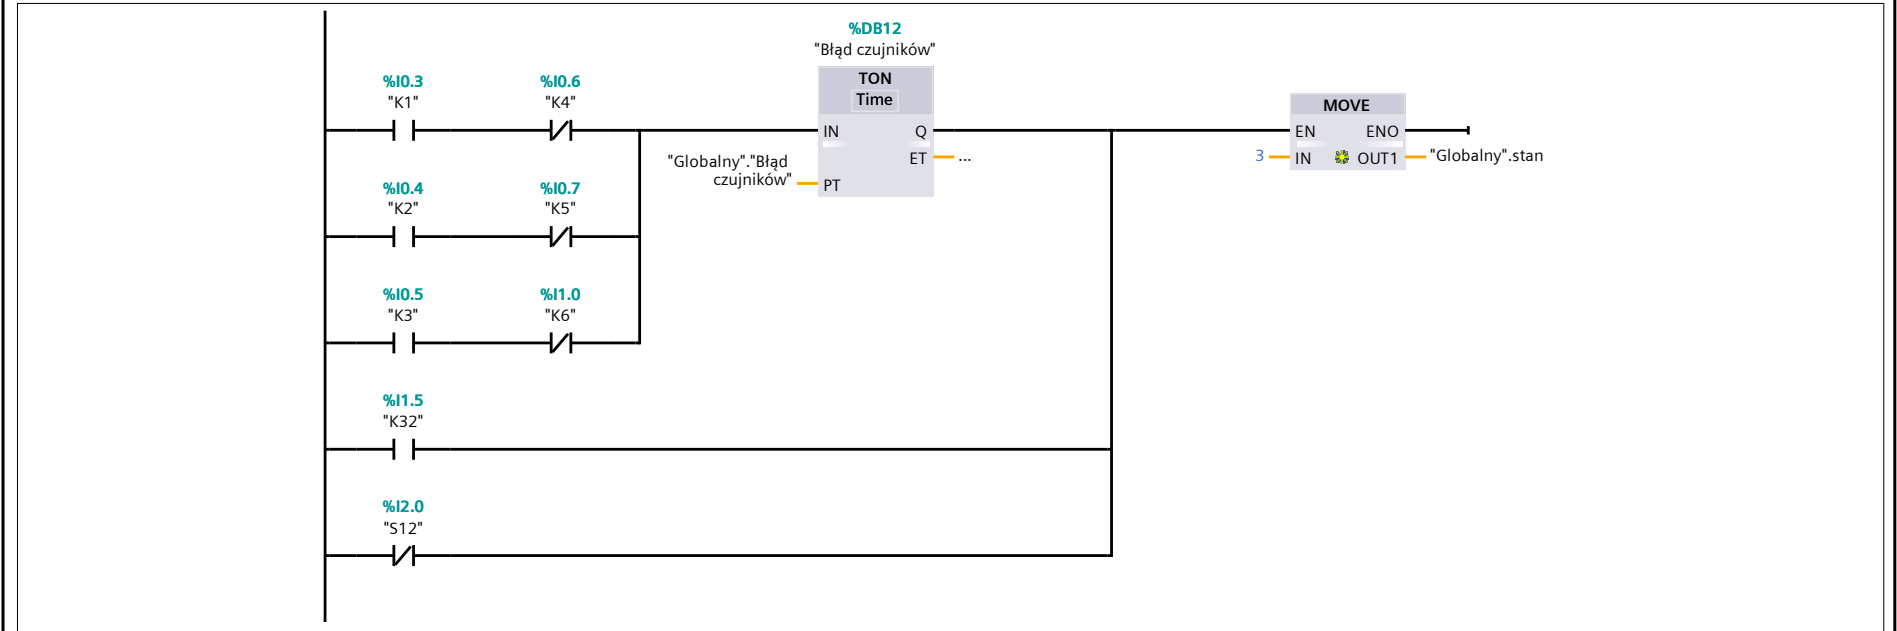 %DB12
"Błąd czujników"
TON
Time
%I0.3
"K1"
%I0.6
"K4"
IN
Q
ET
...
"Globalny"."Błąd
czujników"
PT
MOVE
EN
ENO
3
IN
OUT1
"Globalny".stan
%I0.4
"K2"
%I0.7
"K5"
%I0.5
"K3"
%I1.0
"K6"
%I1.5
"K32"
%I2.0
"S12"